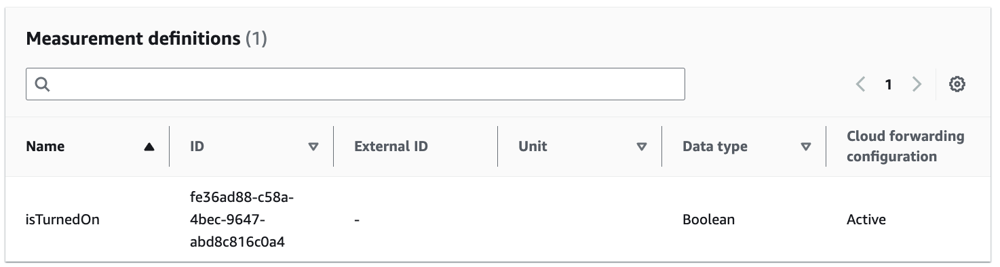 Measurement definitions (1)
1
Name
ID
External ID
Unit
Data type
Cloud forwarding
configuration
isTurnedOn
fe36ad88-c58a-
4bec-9647-
abd8c816c0a4
-
Boolean
Active